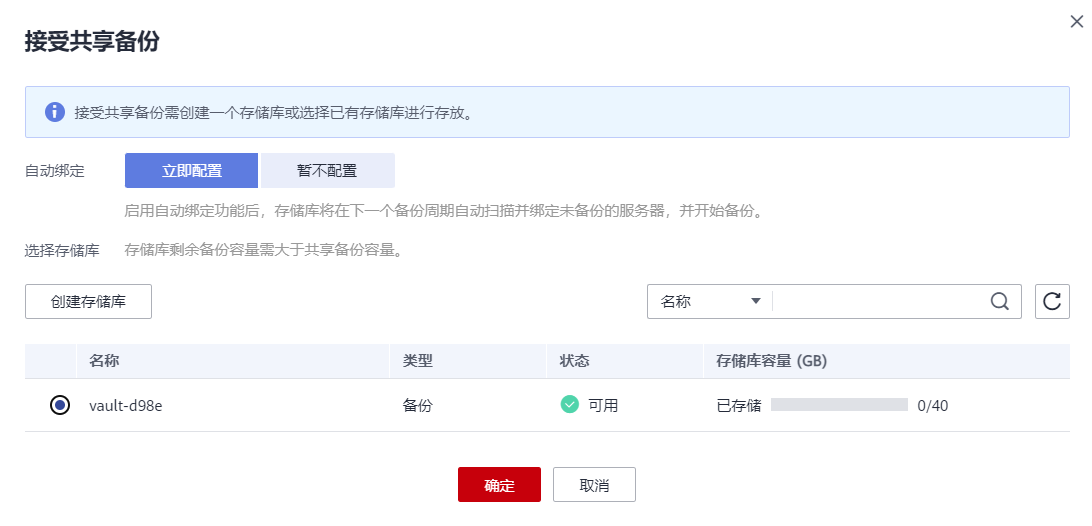 接受共享备份
接受共享备份需创建一个存储库或选择已有存储库进行存放。
自动绑定 立即配置 暂不配置
启用自动绑定功能后，存储库将在下一个备份周期自动扫描并绑定未备份的服务器，并开始备份。
选择存储库 存储库剩余备份容量需大于共享备份容量。
创建存储库 名称
名称 类型 状态 存储库容量 (GB)
vault-d98e 备份 可用 已存储 0/40
确定 取消